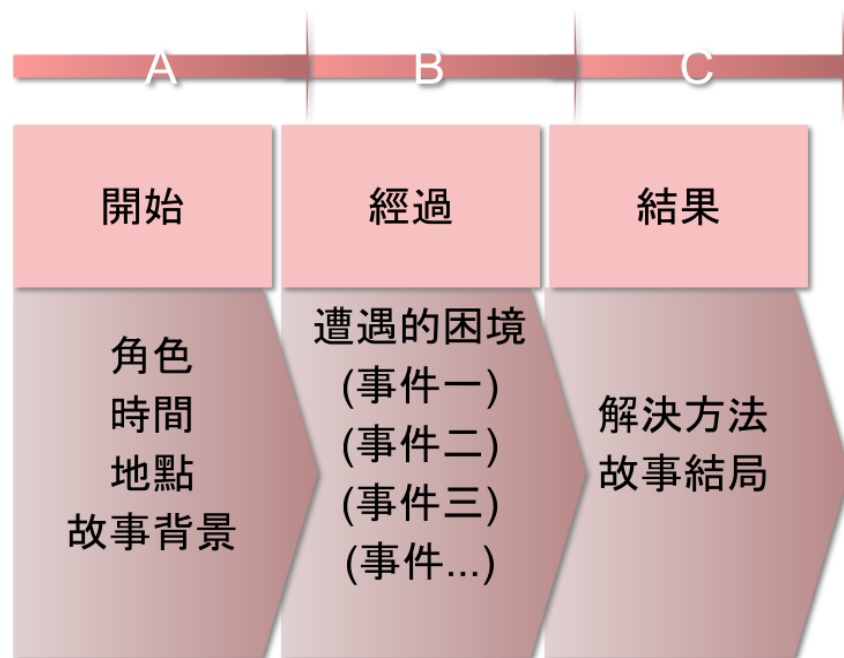 A
B
C
開始
經過
結果
角色
時間
地點
故事背景
遭遇的困境
(事件一)
(事件二)
(事件三)
(事件...)
解決方法
故事結局